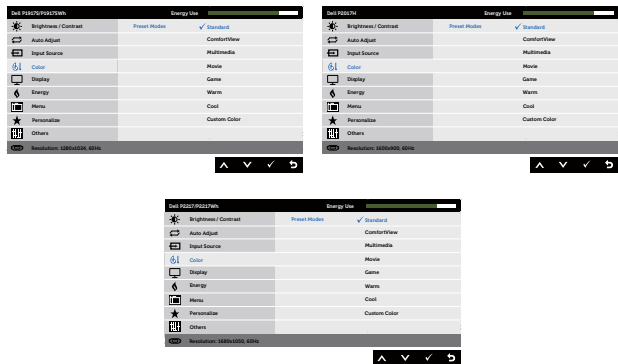 Dell P1917S/P1917SWh Energy Use
Brightness / Contrast Preset Modes ✓ Standard
Auto Adjust ComfortView
Input Source Multimedia
Color Movie
Display Game
Energy Warm
Menu Cool
Personalize Custom Color
Others
Resolution: 1280x1024, 60Hz
Dell P2017H Energy Use
Brightness / Contrast Preset Modes ✓ Standard
Auto Adjust ComfortView
Input Source Multimedia
Color Movie
Display Game
Energy Warm
Menu Cool
Personalize Custom Color
Others
Resolution: 1600x900, 60Hz
Dell P2217/P2217Wh Energy Use
Brightness / Contrast Preset Modes ✓ Standard
Auto Adjust ComfortView
Input Source Multimedia
Color Movie
Display Game
Energy Warm
Menu Cool
Personalize Custom Color
Others
Resolution: 1680x1050, 60Hz